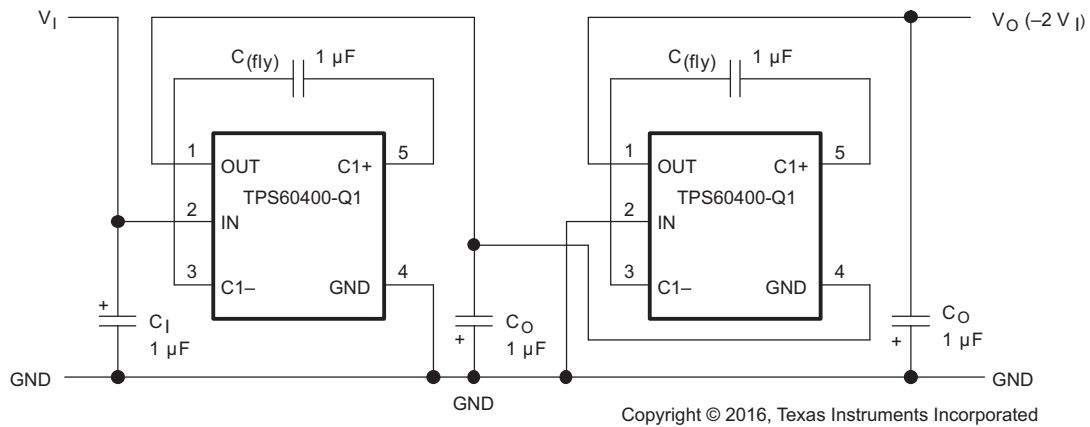 V_I
C_(fly) 1 µF
1 OUT
C1+ 5
TPS60400-Q1
2 IN
3 C1–
GND 4
+ C_I
1 µF
C_O
+ 1 µF
C_(fly) 1 µF
1 OUT
C1+ 5
TPS60400-Q1
2 IN
3 C1–
GND 4
V_O (–2 V_I)
C_O
+ 1 µF
GND
GND
GND
Copyright © 2016, Texas Instruments Incorporated